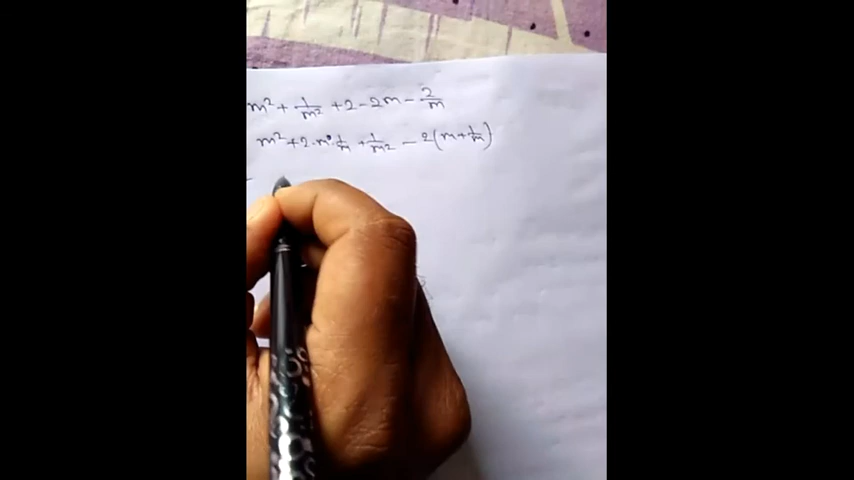 m² + 1/m² + 2 - 2m - 2/m
m² + 2·m·1/m + 1/m² - 2(m + 1/m)